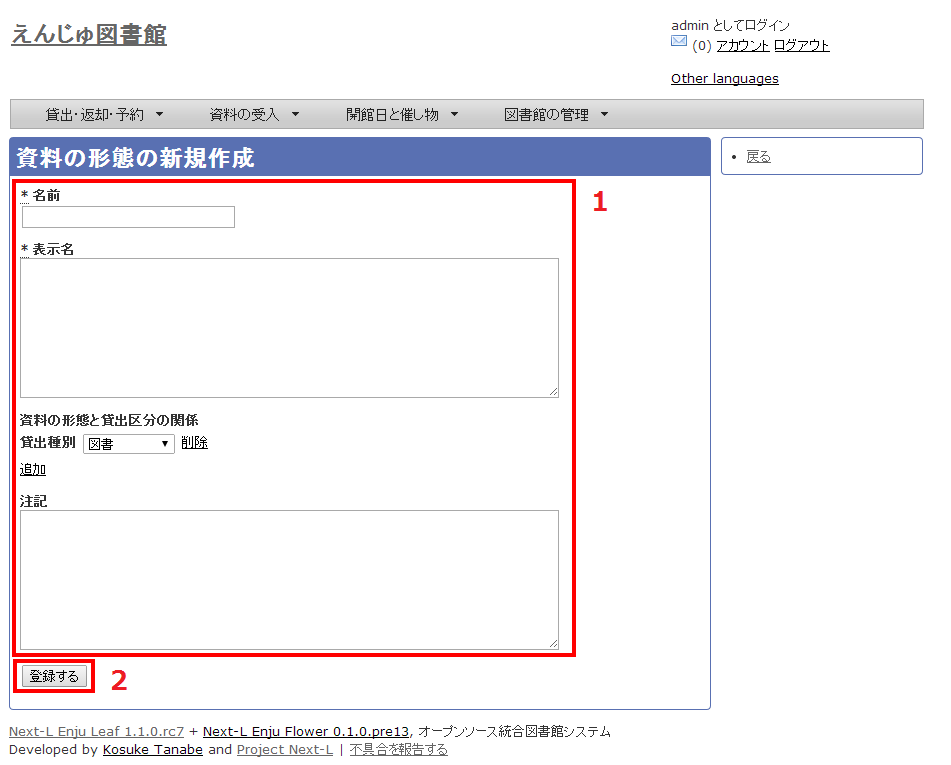 えんじゅ図書館
admin としてログイン
(0) アカウント ログアウト
Other languages
貸出・返却・予約 ▼ 資料の受入 ▼ 開館日と催し物 ▼ 図書館の管理 ▼
資料の形態の新規作成
• 戻る
* 名前
1
* 表示名
資料の形態と貸出区分の関係
貸出種別 図書 ▼ 削除
追加
注記
登録する
2
Next-L Enju Leaf 1.1.0.rc7 + Next-L Enju Flower 0.1.0.pre13, オープンソース統合図書館システム
Developed by Kosuke Tanabe and Project Next-L | 不具合を報告する